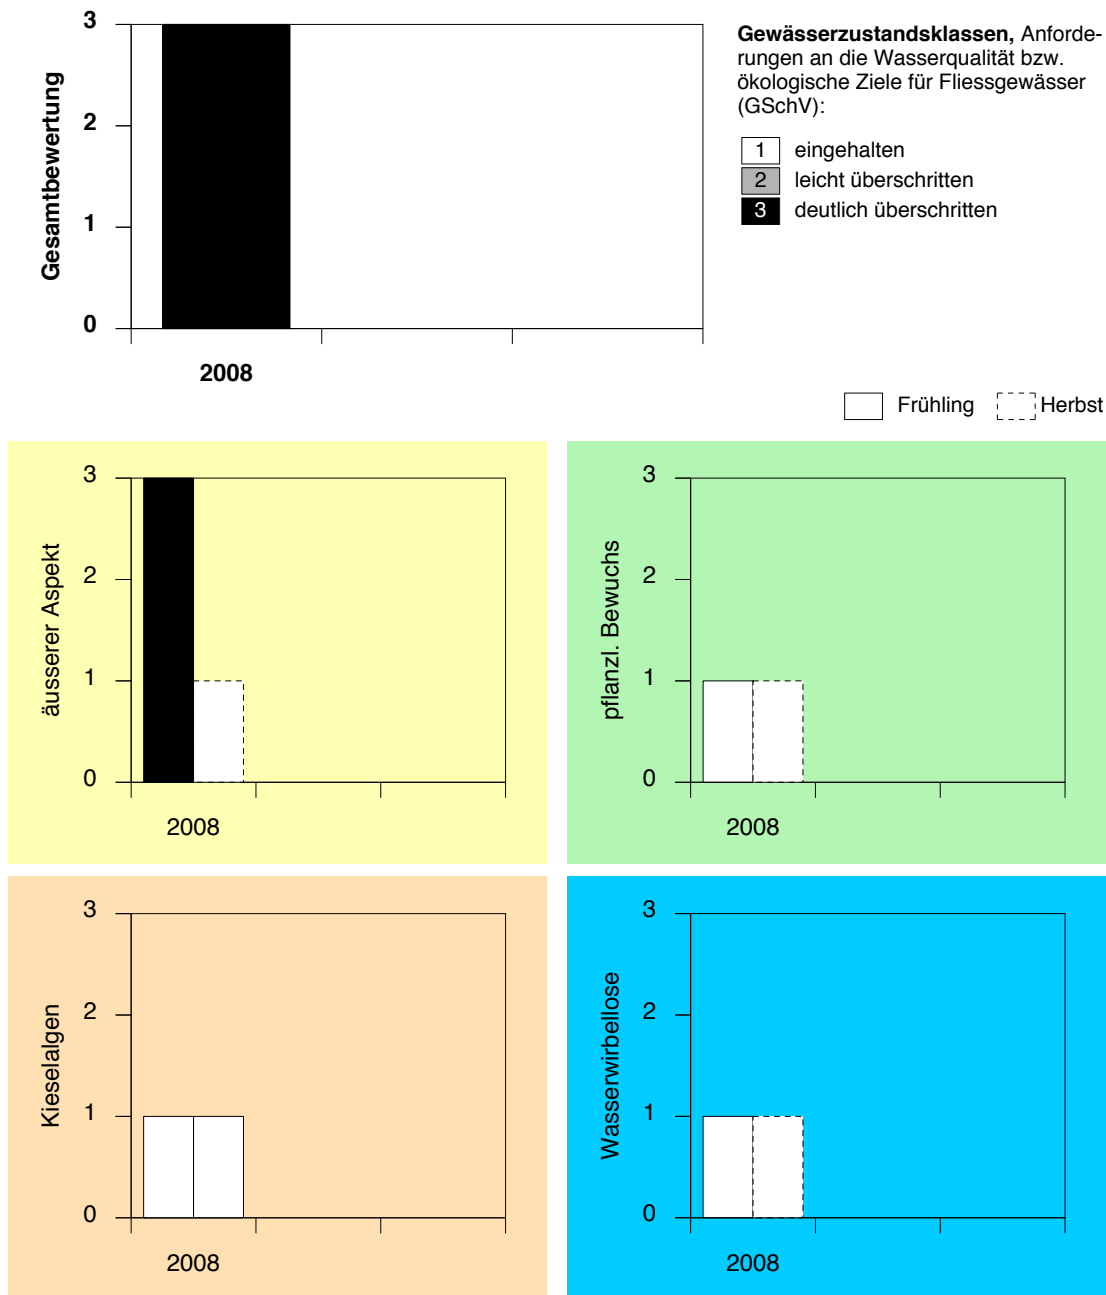 Gesamtbewertung
3
2
1
0
2008
Gewässerzustandsklassen, Anforde-
rungen an die Wasserqualität bzw.
ökologische Ziele für Fliessgewässer
(GSchV):
1 eingehalten
2 leicht überschritten
3 deutlich überschritten
Frühling Herbst
äusserer Aspekt
3
2
1
0
2008
pflanzl. Bewuchs
3
2
1
0
2008
Kieselalgen
3
2
1
0
2008
Wasserwirbellose
3
2
1
0
2008